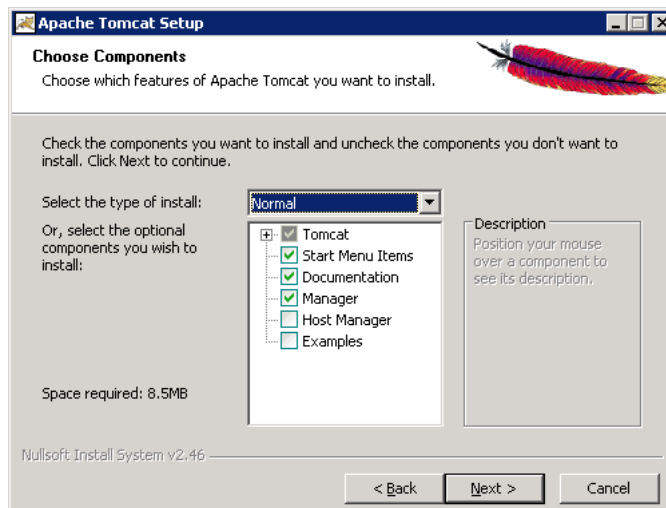 Apache Tomcat Setup
Choose Components
Choose which features of Apache Tomcat you want to install.
Check the components you want to install and uncheck the components you don't want to
install. Click Next to continue.
Select the type of install:
Normal
Or, select the optional
components you wish to
install:
Tomcat
Start Menu Items
Documentation
Manager
Host Manager
Examples
Description
Position your mouse
over a component to
see its description.
Space required: 8.5MB
Nullsoft Install System v2.46
< Back
Next >
Cancel